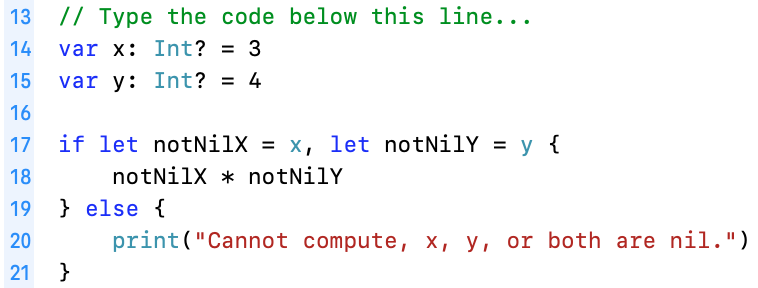 13 // Type the code below this line...
14 var x: Int? = 3
15 var y: Int? = 4
16
17 if let notNilX = x, let notNilY = y {
18     notNilX * notNilY
19 } else {
20     print("Cannot compute, x, y, or both are nil.")
21 }